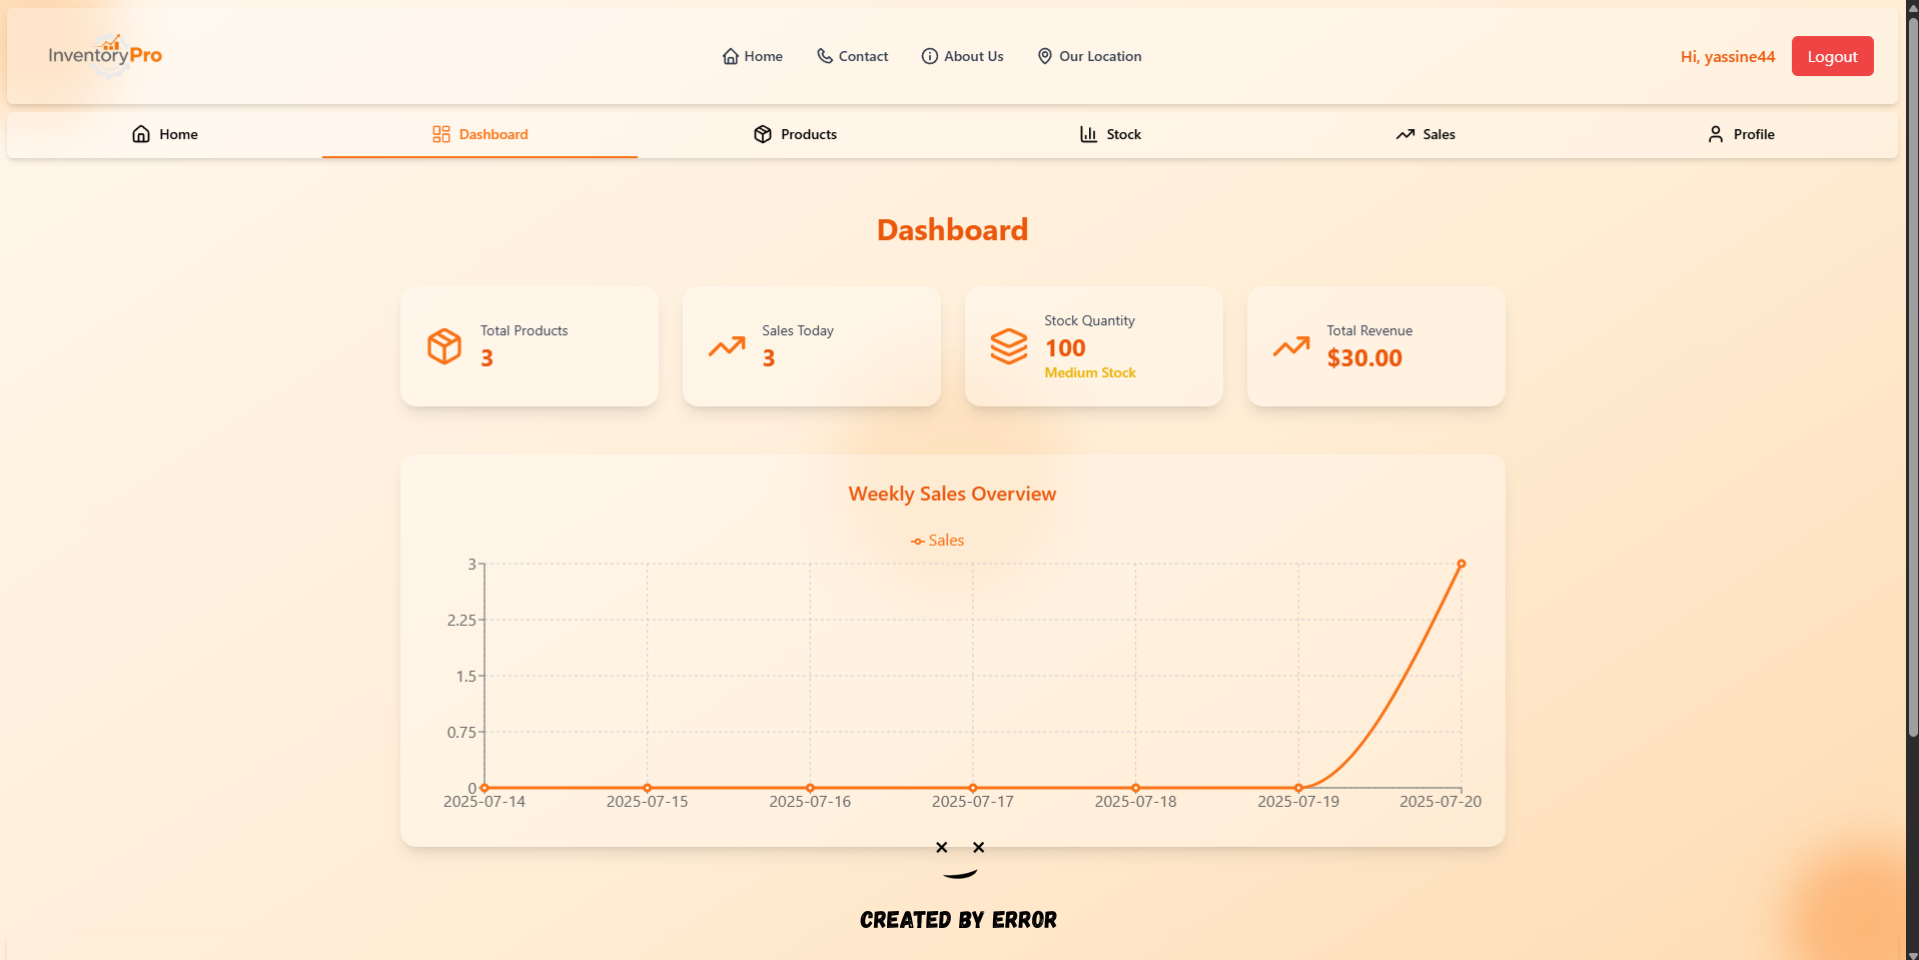 InventoryPro
Home
Contact
About Us
Our Location
Hi, yassine44
Logout
Home
Dashboard
Products
Stock
Sales
Profile
Dashboard
Total Products
3
Sales Today
3
Stock Quantity
100
Medium Stock
Total Revenue
$30.00
Weekly Sales Overview
Sales
3
2.25
1.5
0.75
0
2025-07-14
2025-07-15
2025-07-16
2025-07-17
2025-07-18
2025-07-19
2025-07-20
CREATED BY ERROR